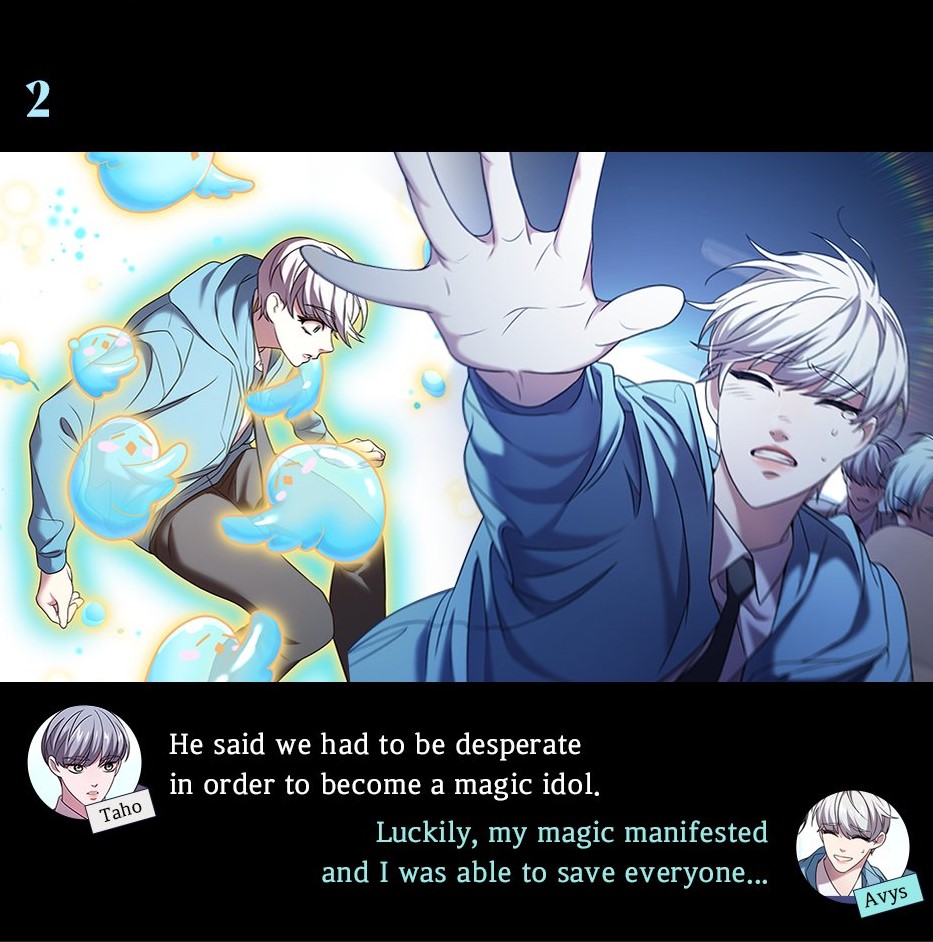 2
He said we had to be desperate
in order to become a magic idol.
Taho
Luckily, my magic manifested
and I was able to save everyone...
Avys